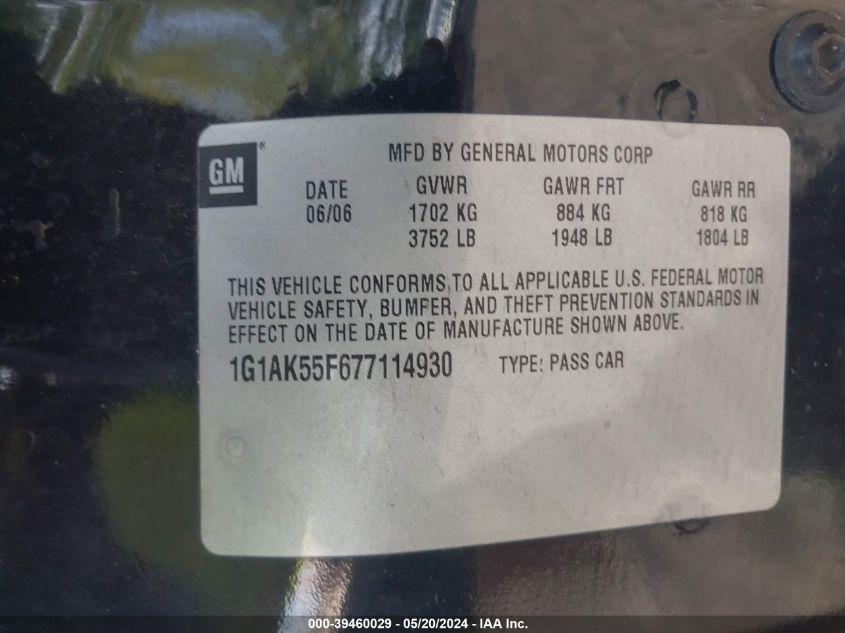 GM ®
MFD BY GENERAL MOTORS CORP
DATE GVWR GAWR FRT GAWR RR
06/06 1702 KG 884 KG 818 KG
3752 LB 1948 LB 1804 LB
THIS VEHICLE CONFORMS TO ALL APPLICABLE U.S. FEDERAL MOTOR
VEHICLE SAFETY, BUMPER, AND THEFT PREVENTION STANDARDS IN
EFFECT ON THE DATE OF MANUFACTURE SHOWN ABOVE.
1G1AK55F677114930 TYPE: PASS CAR
000-39460029 - 05/20/2024 - IAA Inc.